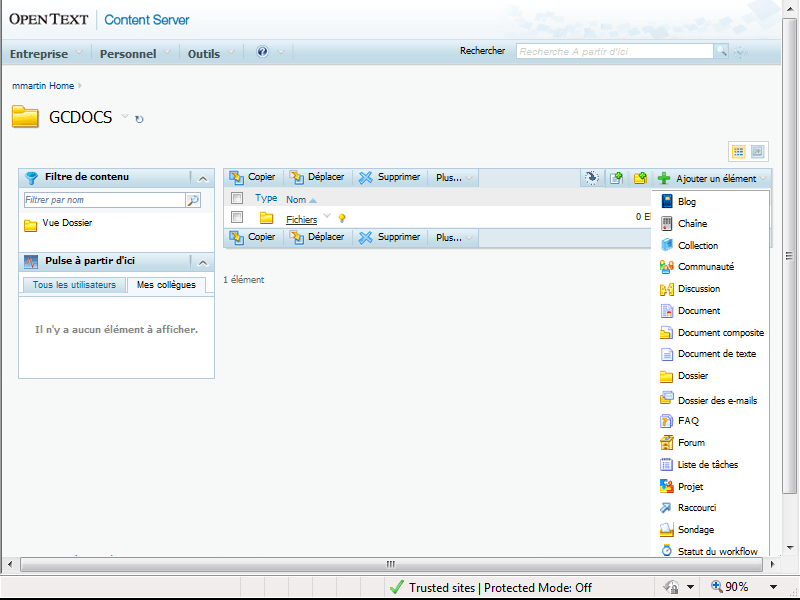 OPENTEXT | Content Server
Entreprise Personnel Outils
Rechercher Recherche A partir d'ici
mmartin Home ›
GCDOCS
Filtre de contenu
Filtrer par nom
Vue Dossier
Pulse à partir d'ici
Tous les utilisateurs Mes collègues
Il n'y a aucun élément à afficher.
Copier Déplacer Supprimer Plus... Ajouter un élément
Type Nom
Fichiers 0 El
Copier Déplacer Supprimer Plus...
1 élément
Blog
Chaîne
Collection
Communauté
Discussion
Document
Document composite
Document de texte
Dossier
Dossier des e-mails
FAQ
Forum
Liste de tâches
Projet
Raccourci
Sondage
Statut du workflow
Trusted sites | Protected Mode: Off 90%